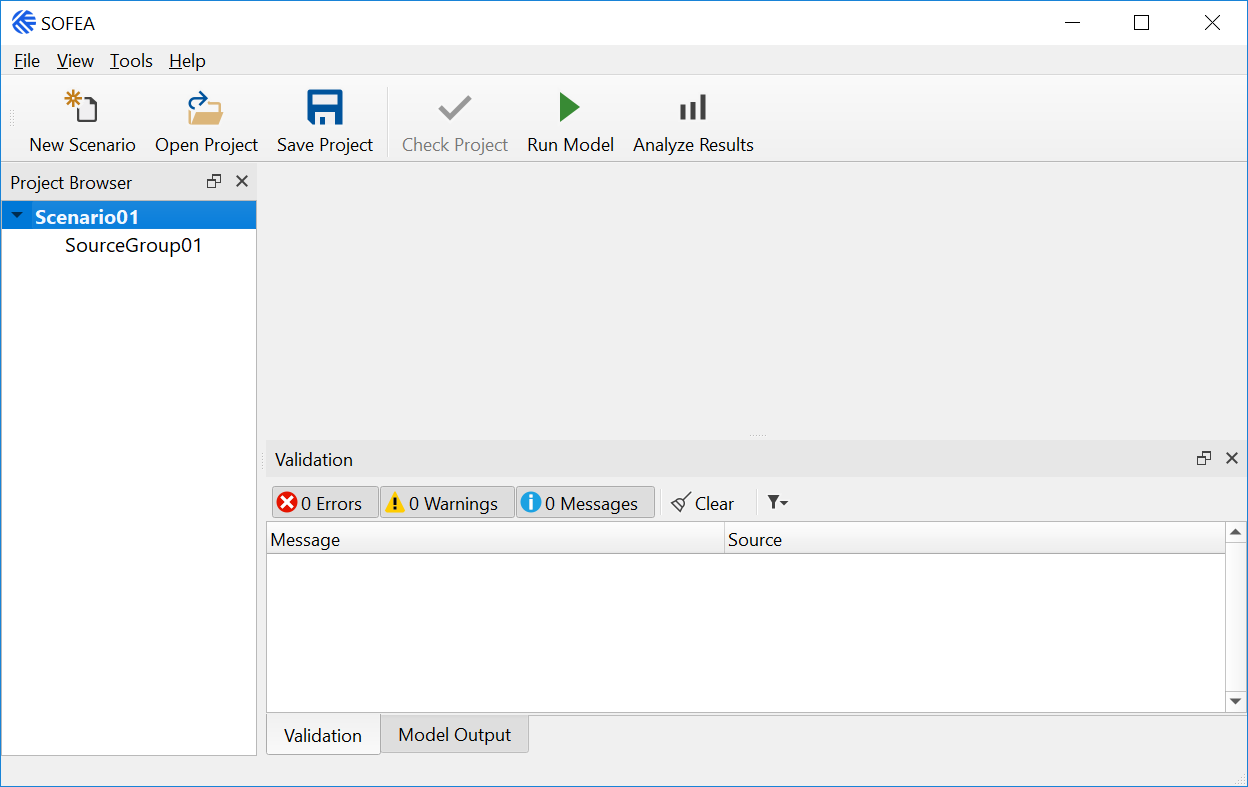 SOFEA
File View Tools Help
New Scenario Open Project Save Project Check Project Run Model Analyze Results
Project Browser
Scenario01
SourceGroup01
Validation
0 Errors 0 Warnings 0 Messages Clear
Message Source
Validation Model Output